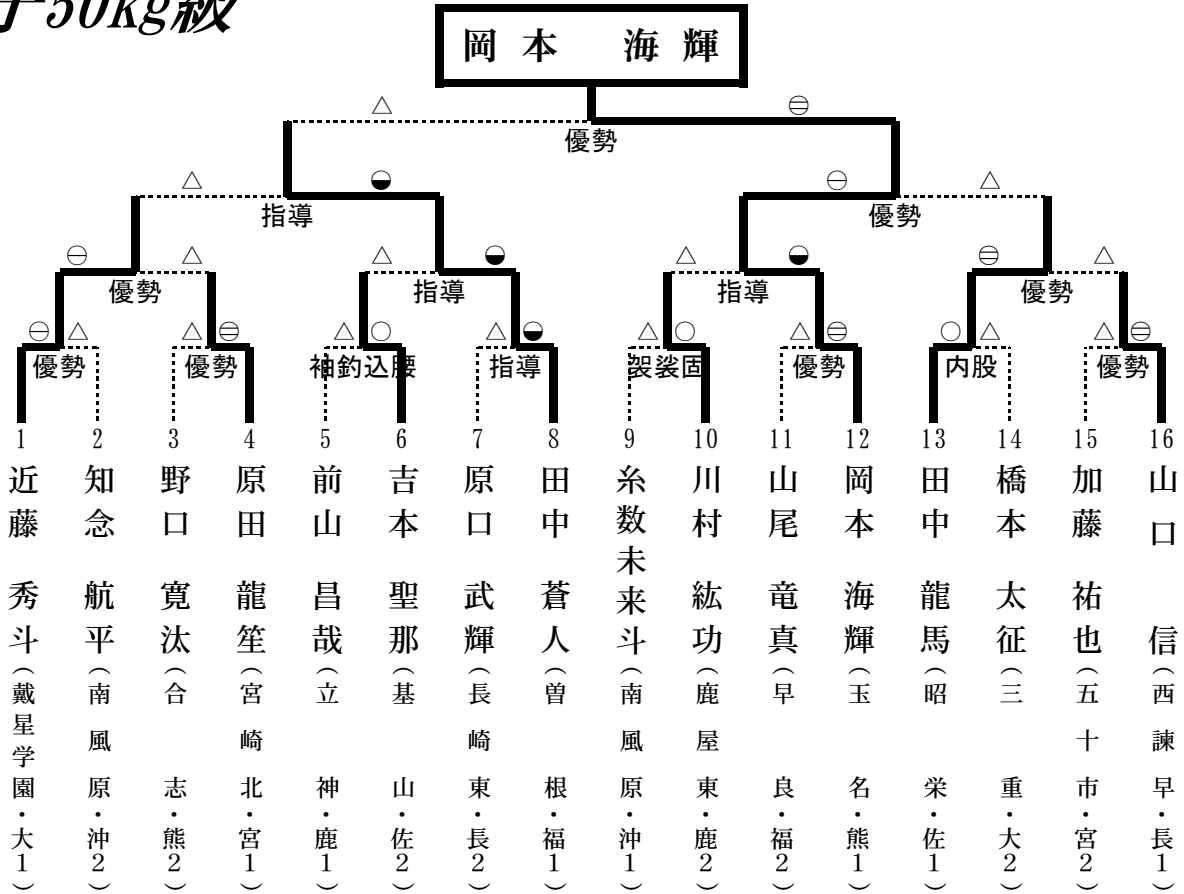 子50kg級
岡本 海輝
△ ㊀
優勢
△ ◒ ㊀ △
指導 優勢
㊀ △ △ ◒ △ ◒ ㊀ △
優勢 指導 指導 優勢
㊀ △ △ ㊀ △ ○ △ ◒ △ ○ △ ㊀ ○ △ △ ㊀
優勢 優勢 袖釣込腰 指導 袈裟固 優勢 内股 優勢
1 近藤 秀斗(戴星学園・大1)
2 知念 航平(南風原・沖2)
3 野口 寛汰(合志・熊2)
4 原田 龍笙(宮崎北・宮1)
5 前山 昌哉(立神・鹿1)
6 吉本 聖那(基山・佐2)
7 原口 武輝(長崎東・長2)
8 田中 蒼人(曽根・福1)
9 糸数未来斗(南風原・沖1)
10 川村 紘功(鹿屋東・鹿2)
11 山尾 竜真(早良・福2)
12 岡本 海輝(玉名・熊1)
13 田中 龍馬(昭栄・佐1)
14 橋本 太征(三重・大2)
15 加藤 祐也(五十市・宮2)
16 山口 信(西諫早・長1)